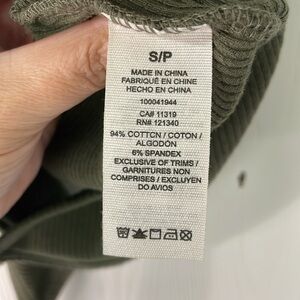 S/P
MADE IN CHINA
FABRIQUÉ EN CHINE
HECHO EN CHINA
100041944
CA# 11319
RN# 121340
94% COTTON / COTON /
ALGODÓN
6% SPANDEX
EXCLUSIVE OF TRIMS /
GARNITURES NON
COMPRISES / EXCLUYEN
DO AVIOS